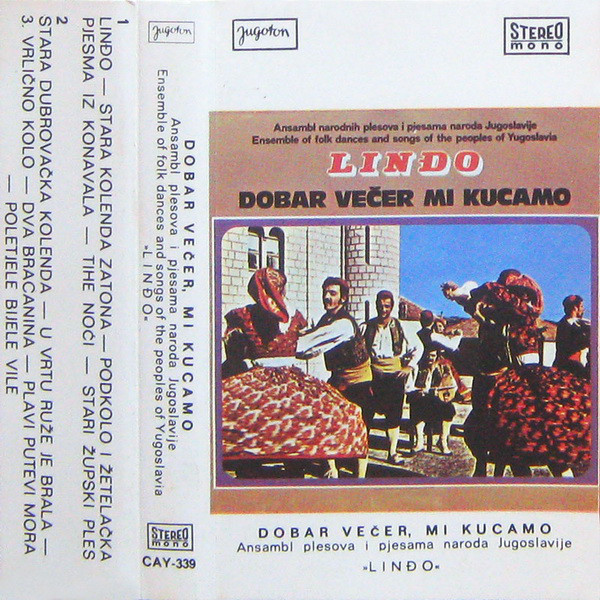 1
LINĐO — STARA KOLENDA ZATONA — PODKOLO I ŽETELAČKA
PJESMA IZ KONAVALA — TIHE NOĆI — STARI ŽUPSKI PLES
2
STARA DUBROVAČKA KOLENDA — U VRTU RUŽE JE BRALA —
3. VRLIČNO KOLO — DVA BRACANINA — PLAVI PUTEVI MORA
— POLETJELE BIJELE VILE
Jugoton
DOBAR VEČER, MI KUCAMO
Ansambl plesova i pjesama naroda Jugoslavije
Ensemble of folk dances and songs of the peoples of Yugoslavia
»LINĐO«
STEREO
mono
CAY-339
Jugoton
STEREO
mono
Ansambl narodnih plesova i pjesama naroda Jugoslavije
Ensemble of folk dances and songs of the peoples of Yugoslavia
LINĐO
DOBAR VEČER MI KUCAMO
DOBAR VEČER, MI KUCAMO
Ansambl plesova i pjesama naroda Jugoslavije
»LINĐO«